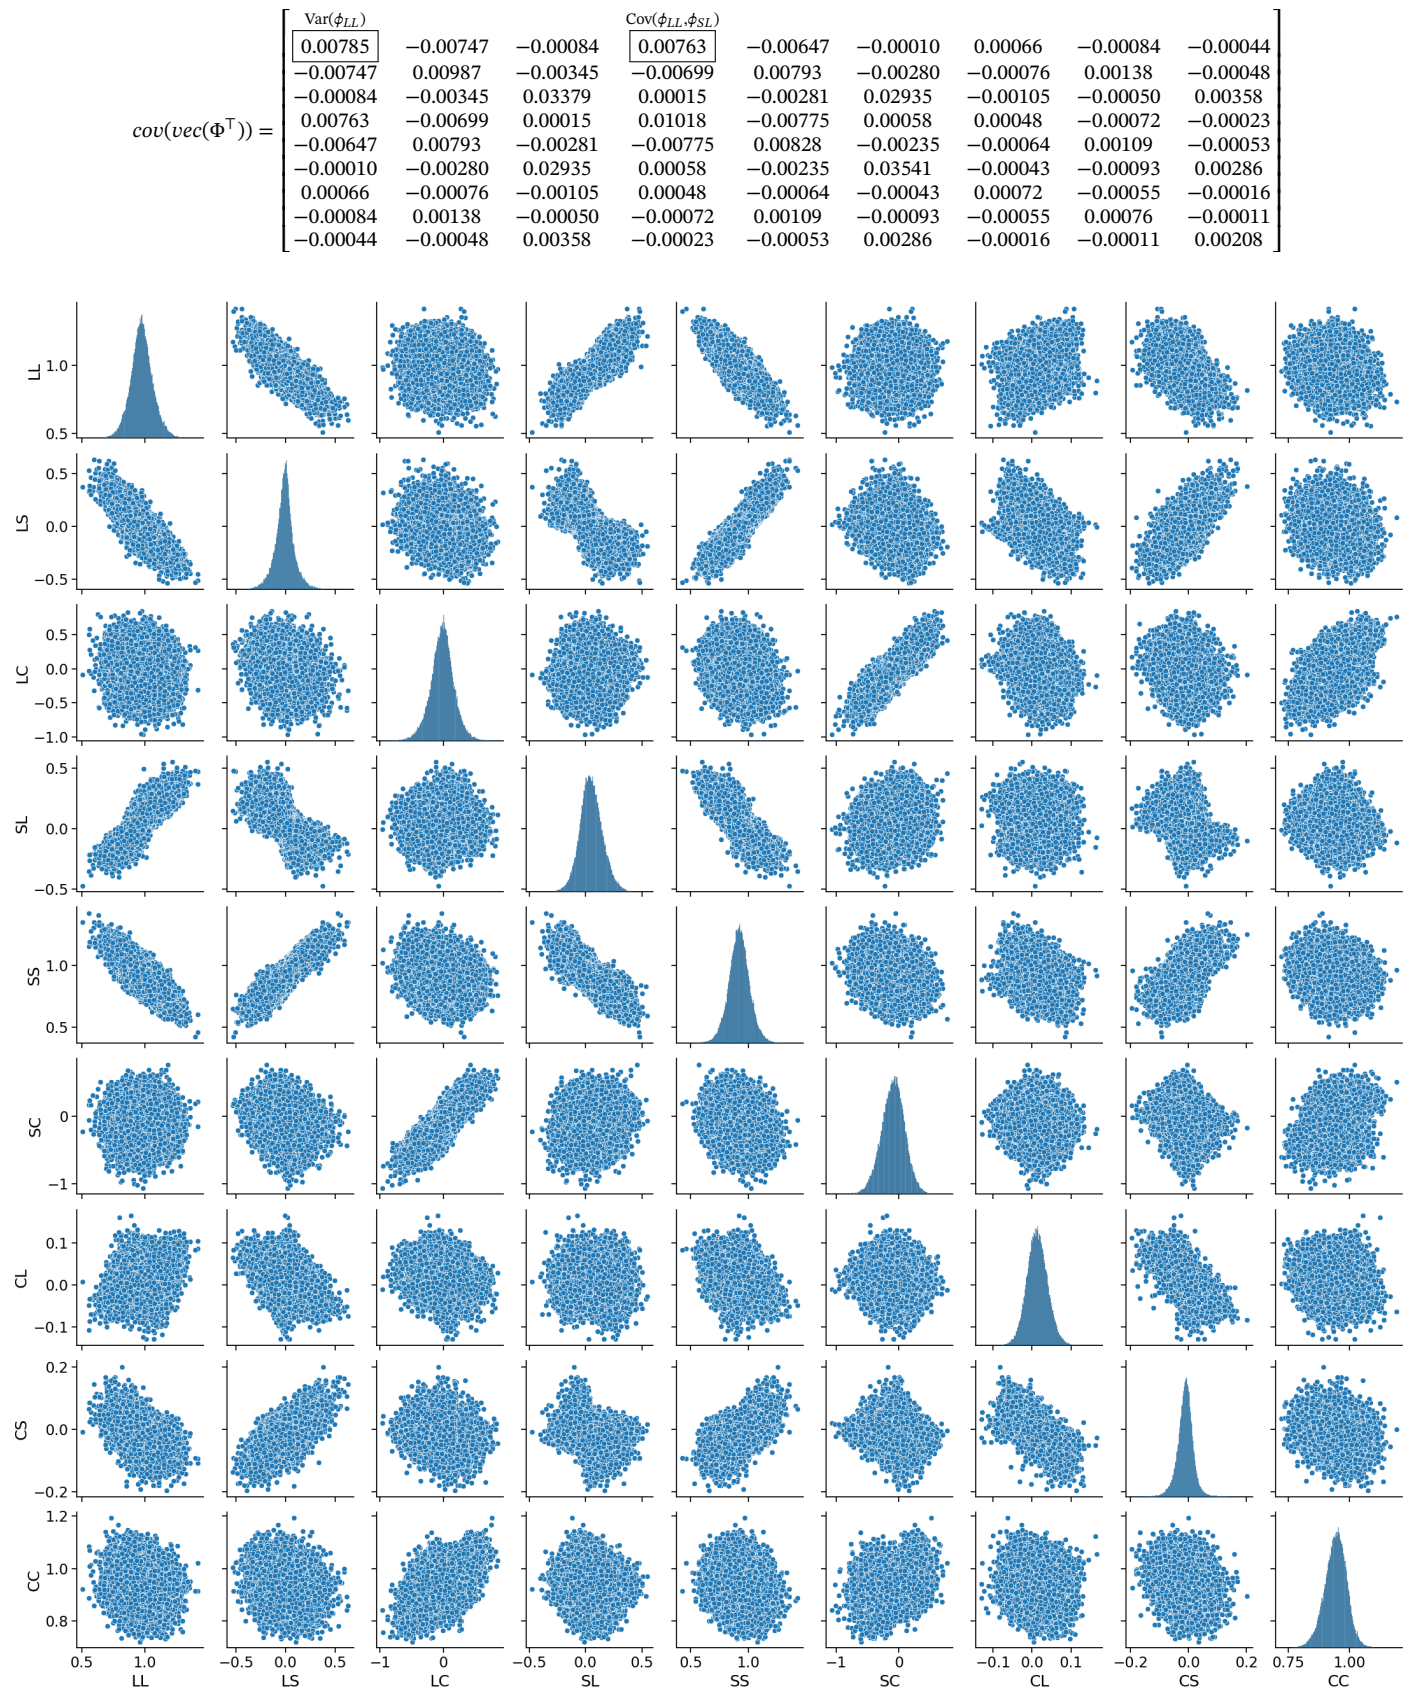 Var(ϕLL) Cov(ϕLL,ϕSL)
0.00785 −0.00747 −0.00084 0.00763 −0.00647 −0.00010 0.00066 −0.00084 −0.00044
−0.00747 0.00987 −0.00345 −0.00699 0.00793 −0.00280 −0.00076 0.00138 −0.00048
−0.00084 −0.00345 0.03379 0.00015 −0.00281 0.02935 −0.00105 −0.00050 0.00358
0.00763 −0.00699 0.00015 0.01018 −0.00775 0.00058 0.00048 −0.00072 −0.00023
cov(vec(Φ⊤)) = −0.00647 0.00793 −0.00281 −0.00775 0.00828 −0.00235 −0.00064 0.00109 −0.00053
−0.00010 −0.00280 0.02935 0.00058 −0.00235 0.03541 −0.00043 −0.00093 0.00286
0.00066 −0.00076 −0.00105 0.00048 −0.00064 −0.00043 0.00072 −0.00055 −0.00016
−0.00084 0.00138 −0.00050 −0.00072 0.00109 −0.00093 −0.00055 0.00076 −0.00011
−0.00044 −0.00048 0.00358 −0.00023 −0.00053 0.00286 −0.00016 −0.00011 0.00208
LL
1.0
0.5
LS
0.5
0.0
−0.5
LC
0.5
0.0
−0.5
−1.0
SL
0.5
0.0
−0.5
SS
1.0
0.5
SC
0
−1
CL
0.1
0.0
−0.1
CS
0.2
0.0
−0.2
CC
1.2
1.0
0.8
0.5 1.0 −0.5 0.0 0.5 −1 0 −0.5 0.0 0.5 0.5 1.0 −1 0 −0.1 0.0 0.1 −0.2 0.0 0.2 0.75 1.00
LL LS LC SL SS SC CL CS CC